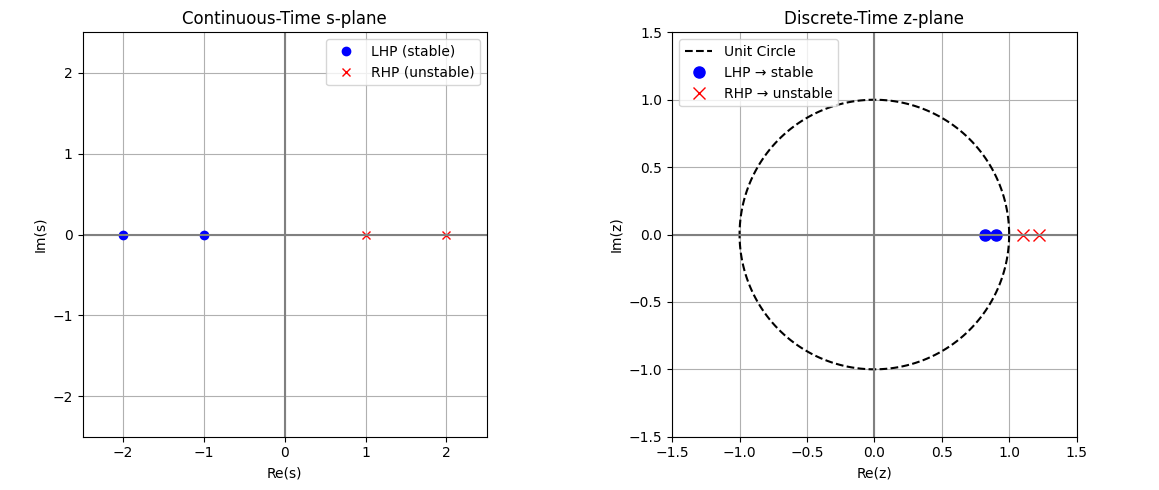 Continuous-Time s-plane
LHP (stable)
RHP (unstable)
2
1
0
−1
−2
−2
−1
0
1
2
Im(s)
Re(s)
Discrete-Time z-plane
Unit Circle
LHP → stable
RHP → unstable
1.5
1.0
0.5
0.0
−0.5
−1.0
−1.5
−1.5
−1.0
−0.5
0.0
0.5
1.0
1.5
Im(z)
Re(z)